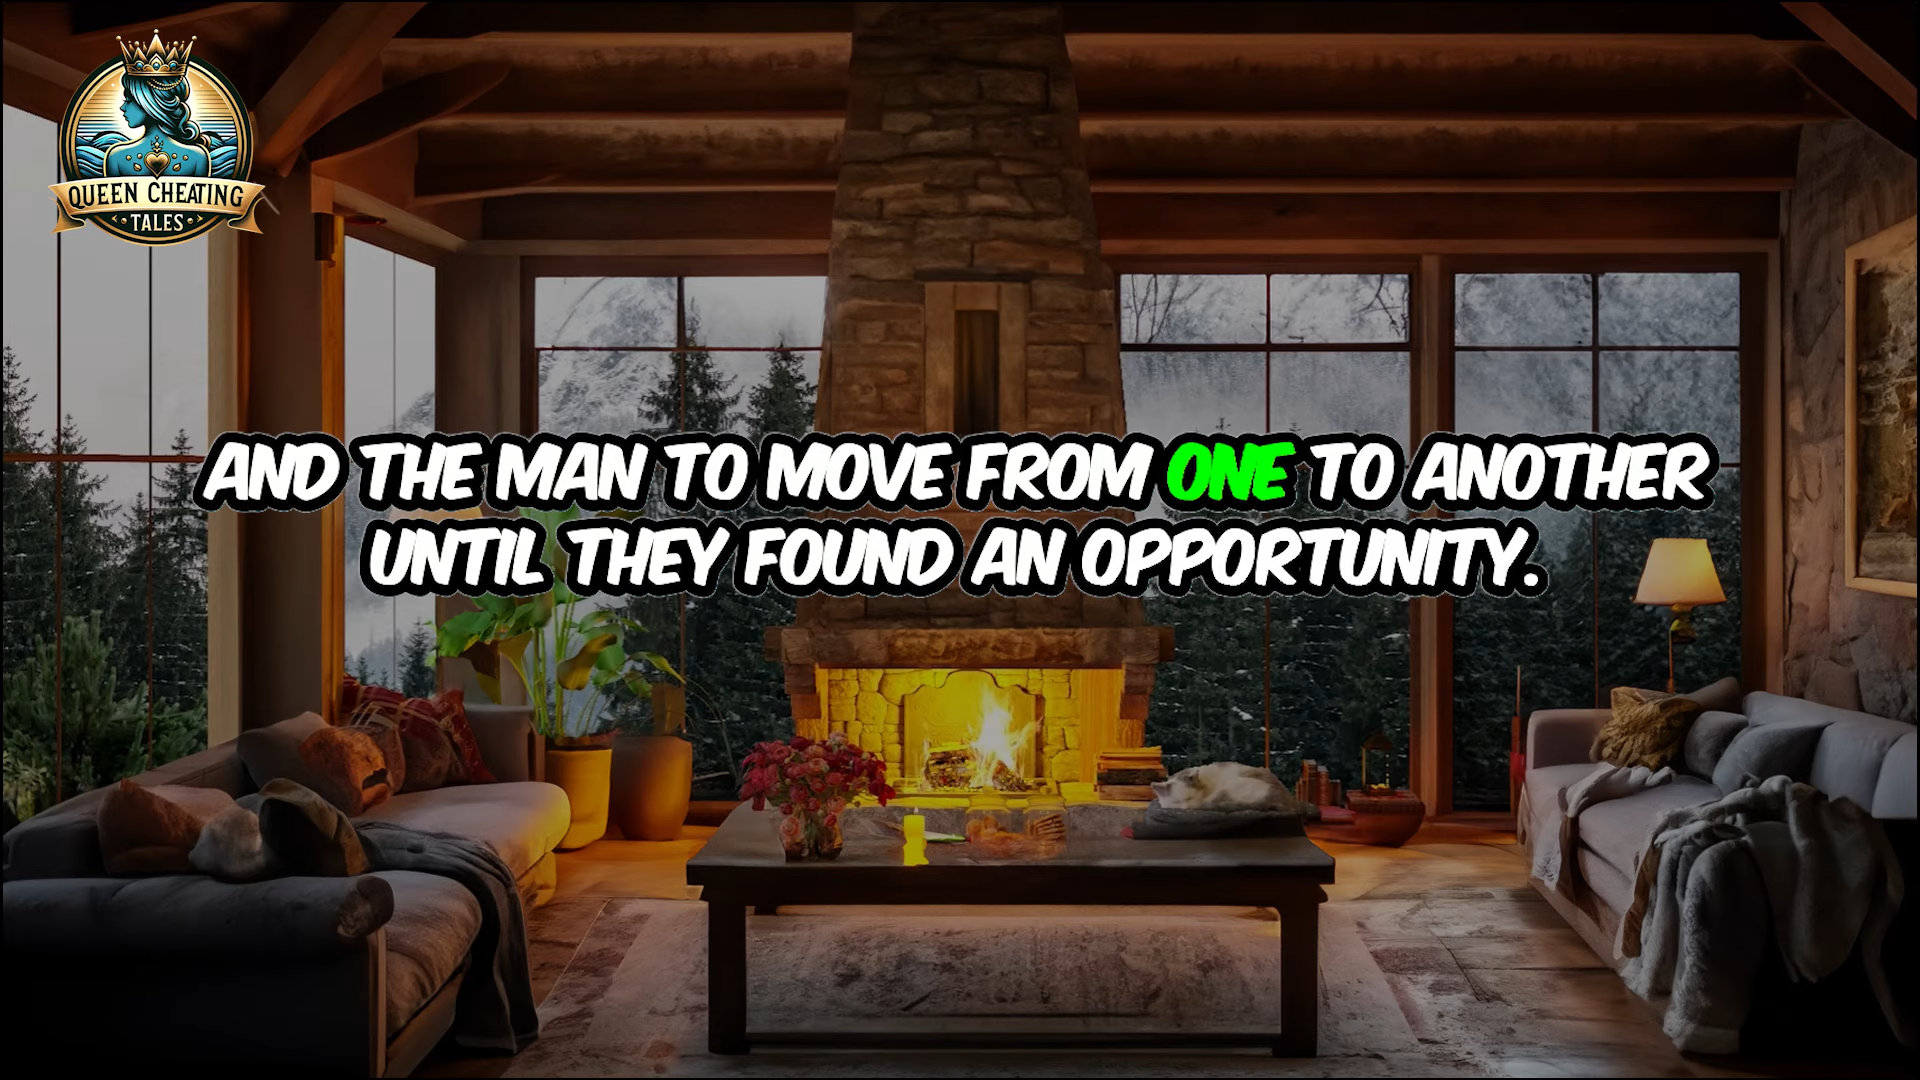 QUEEN CHEATING
TALES
AND THE MAN TO MOVE FROM ONE TO ANOTHER
UNTIL THEY FOUND AN OPPORTUNITY.